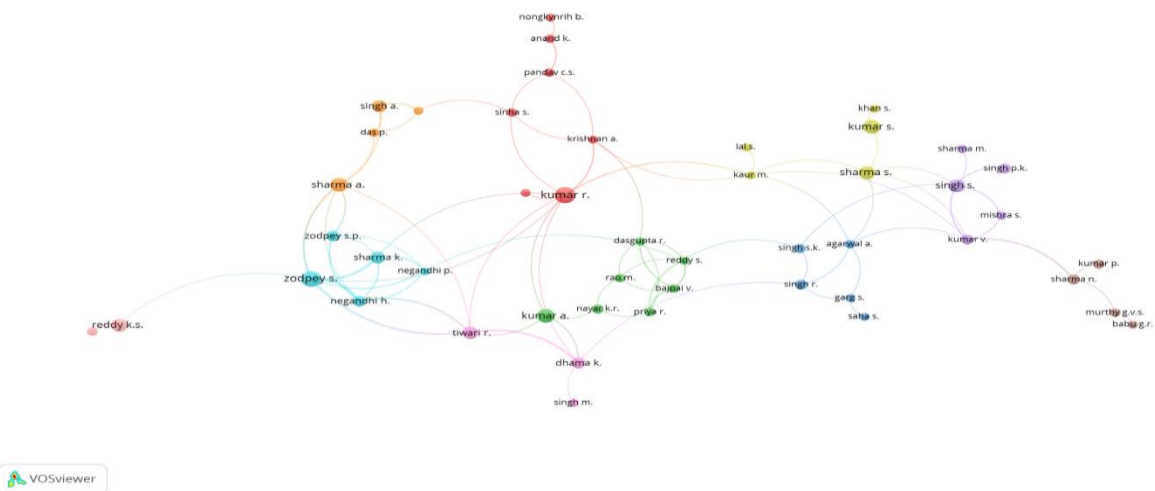 nongkynrih b.
anand k.
pandav c.s.
singh a.
sinha s.
khan s.
das p.
kumar s.
krishnan a.
lal s.
sharma m.
singh p.k.
kaur m.
sharma s.
sharma a.
singh s.
kumar r.
mishra s.
zodpey s.p.
dasgupta r.
kumar v.
singh s.k.
agarwal a.
sharma k.
reddy s.
negandhi p.
kumar p.
zodpey s.
rao m.
sharma n.
bajpai v.
singh r.
negandhi h.
garg s.
nayar k.r.
priya r.
kumar a.
saha s.
murthy g.v.s.
reddy k.s.
babu g.r.
tiwari r.
dhama k.
singh m.
VOSviewer